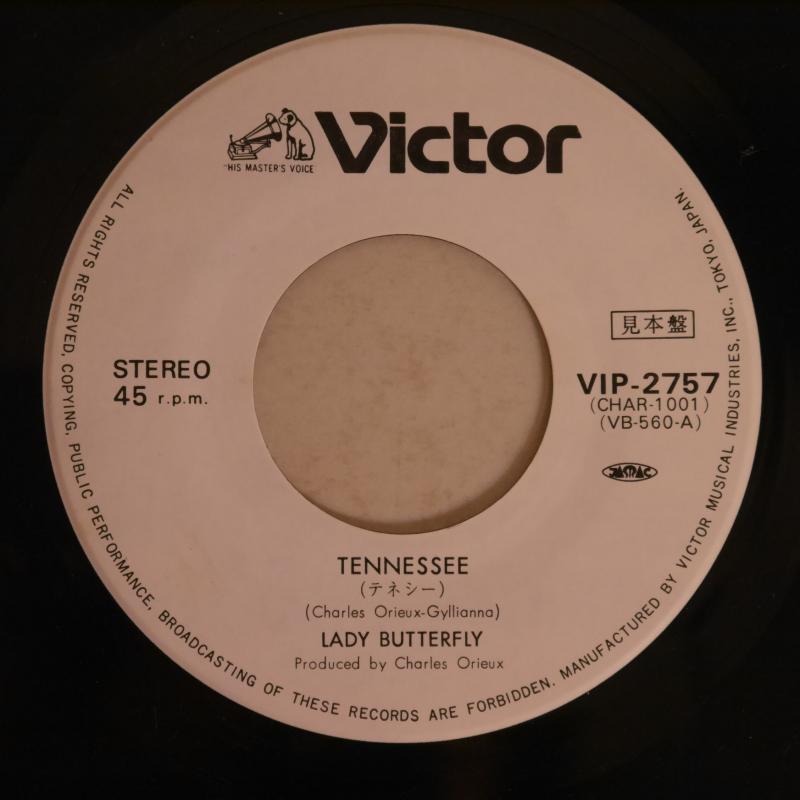 Victor
"HIS MASTER'S VOICE"
見本盤
STEREO
45 r.p.m.
VIP-2757
(CHAR-1001)
(VB-560-A)
JASRAC
TENNESSEE
(テネシー)
(Charles Orieux-Gyllianna)
LADY BUTTERFLY
Produced by Charles Orieux
ALL RIGHTS RESERVED, COPYING, PUBLIC PERFORMANCE, BROADCASTING OF THESE RECORDS ARE FORBIDDEN. MANUFACTURED BY VICTOR MUSICAL INDUSTRIES, INC., TOKYO, JAPAN.